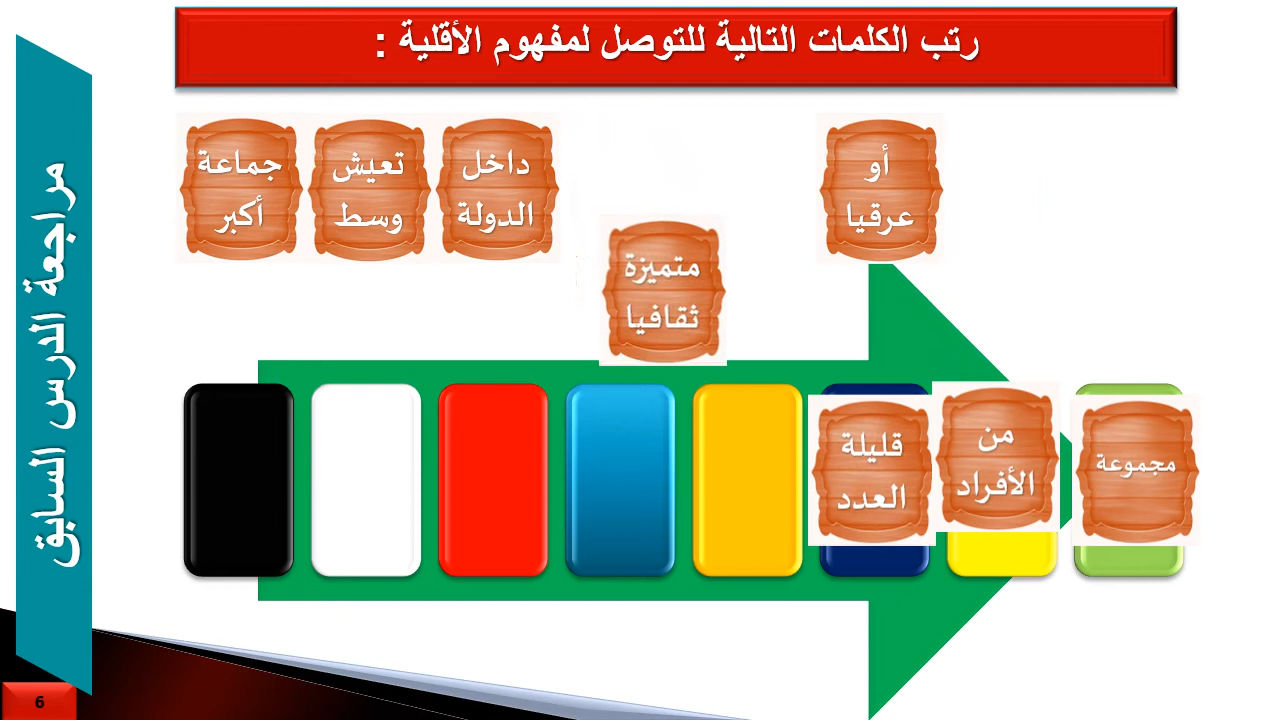 رتب الكلمات التالية للتوصل لمفهوم الأقلية :
أو
عرقيا
داخل
الدولة
تعيش
وسط
جماعة
أكبر
متميزة
ثقافيا
مجموعة
من
الأفراد
قليلة
العدد
مراجعة الدرس السابق
6